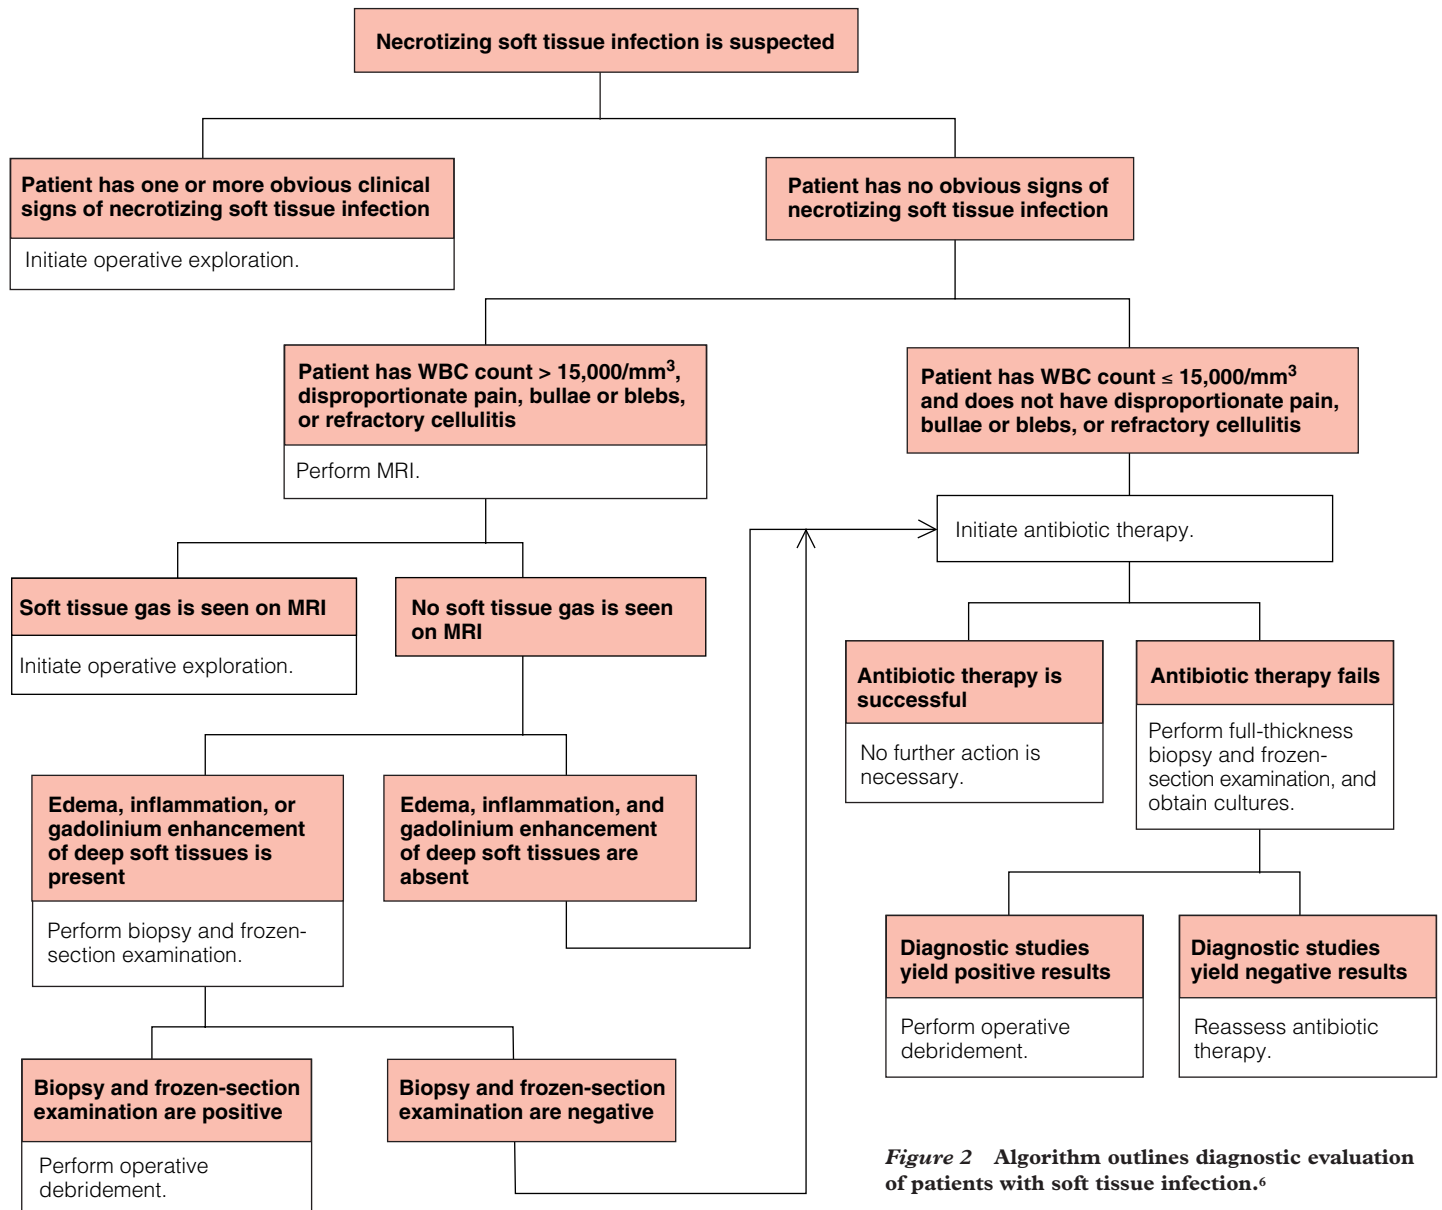 Necrotizing soft tissue infection is suspected
Patient has one or more obvious clinical
signs of necrotizing soft tissue infection
Initiate operative exploration.
Patient has no obvious signs of
necrotizing soft tissue infection
Patient has WBC count > 15,000/mm³,
disproportionate pain, bullae or blebs,
or refractory cellulitis
Perform MRI.
Patient has WBC count ≤ 15,000/mm³
and does not have disproportionate pain,
bullae or blebs, or refractory cellulitis
Initiate antibiotic therapy.
Soft tissue gas is seen on MRI
Initiate operative exploration.
No soft tissue gas is seen
on MRI
Antibiotic therapy is
successful
No further action is
necessary.
Antibiotic therapy fails
Perform full-thickness
biopsy and frozen-
section examination, and
obtain cultures.
Edema, inflammation, or
gadolinium enhancement
of deep soft tissues is
present
Perform biopsy and frozen-
section examination.
Edema, inflammation, and
gadolinium enhancement
of deep soft tissues are
absent
Diagnostic studies
yield positive results
Perform operative
debridement.
Diagnostic studies
yield negative results
Reassess antibiotic
therapy.
Biopsy and frozen-section
examination are positive
Perform operative
debridement.
Biopsy and frozen-section
examination are negative
Figure 2 Algorithm outlines diagnostic evaluation
of patients with soft tissue infection.⁶